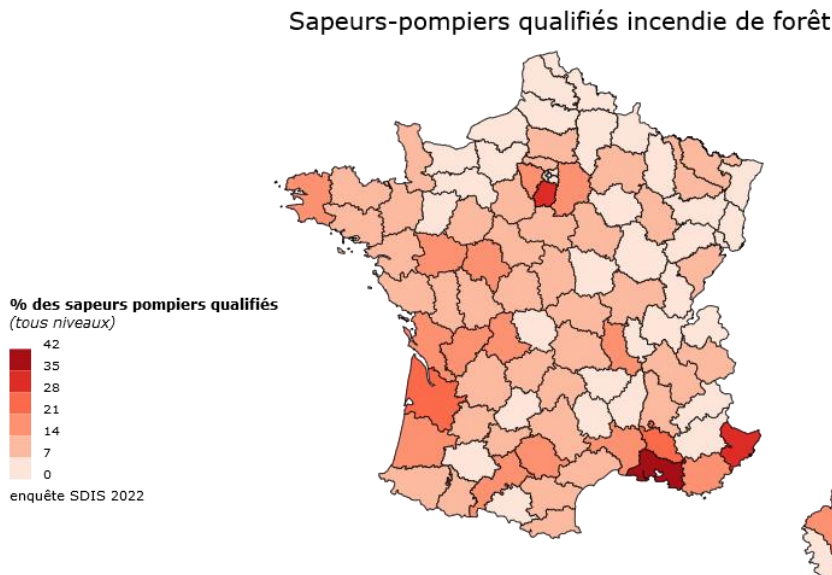 Sapeurs-pompiers qualifiés incendie de forêt
% des sapeurs pompiers qualifiés
(tous niveaux)
42
35
28
21
14
7
0
enquête SDIS 2022